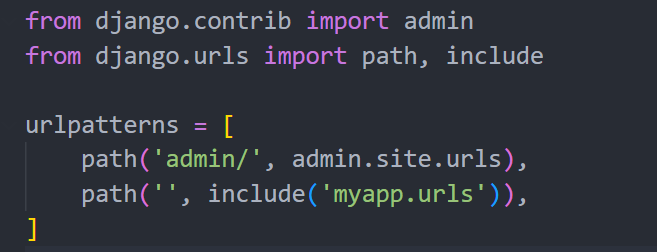 from django.contrib import admin
from django.urls import path, include

urlpatterns = [
    path('admin/', admin.site.urls),
    path('', include('myapp.urls')),
]